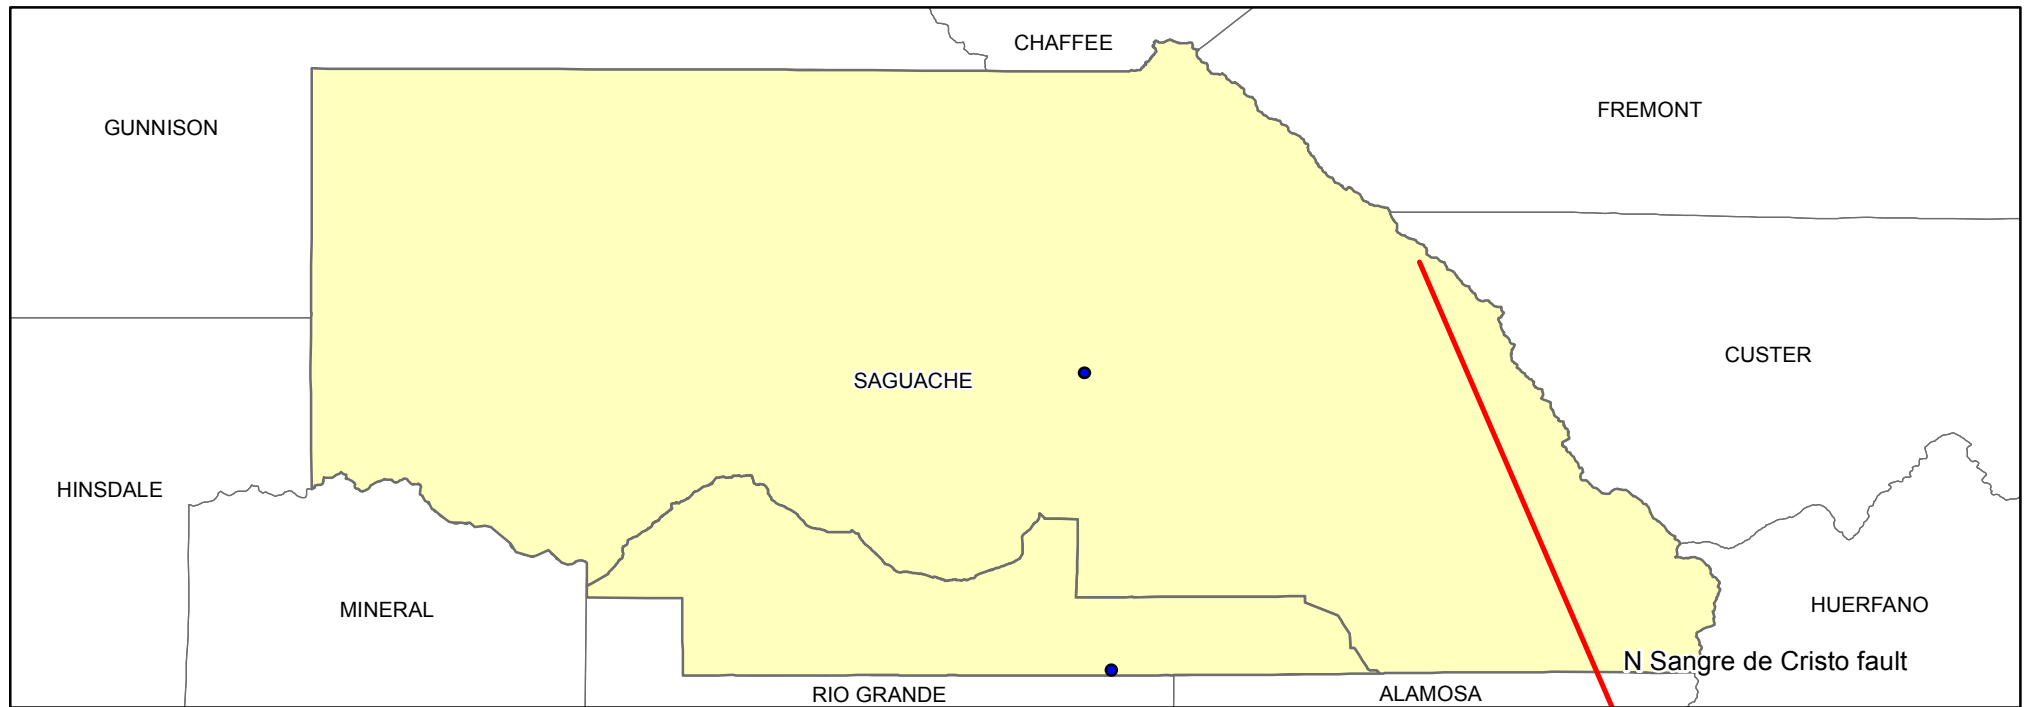 CHAFFEE
FREMONT
GUNNISON
CUSTER
SAGUACHE
HINSDALE
HUERFANO
MINERAL
N Sangre de Cristo fault
RIO GRANDE
ALAMOSA